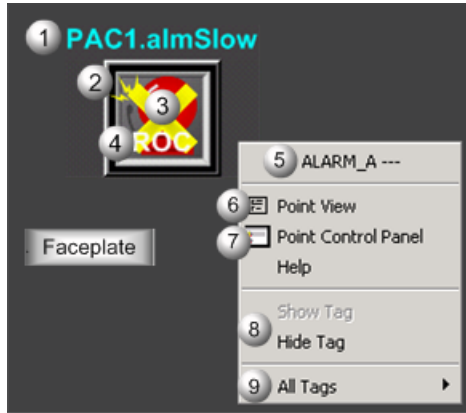 1 PAC1.almSlow
2
3
4 ROC
5 ALARM_A ---
6 Point View
7 Point Control Panel
Help
Faceplate
Show Tag
8
Hide Tag
9 All Tags